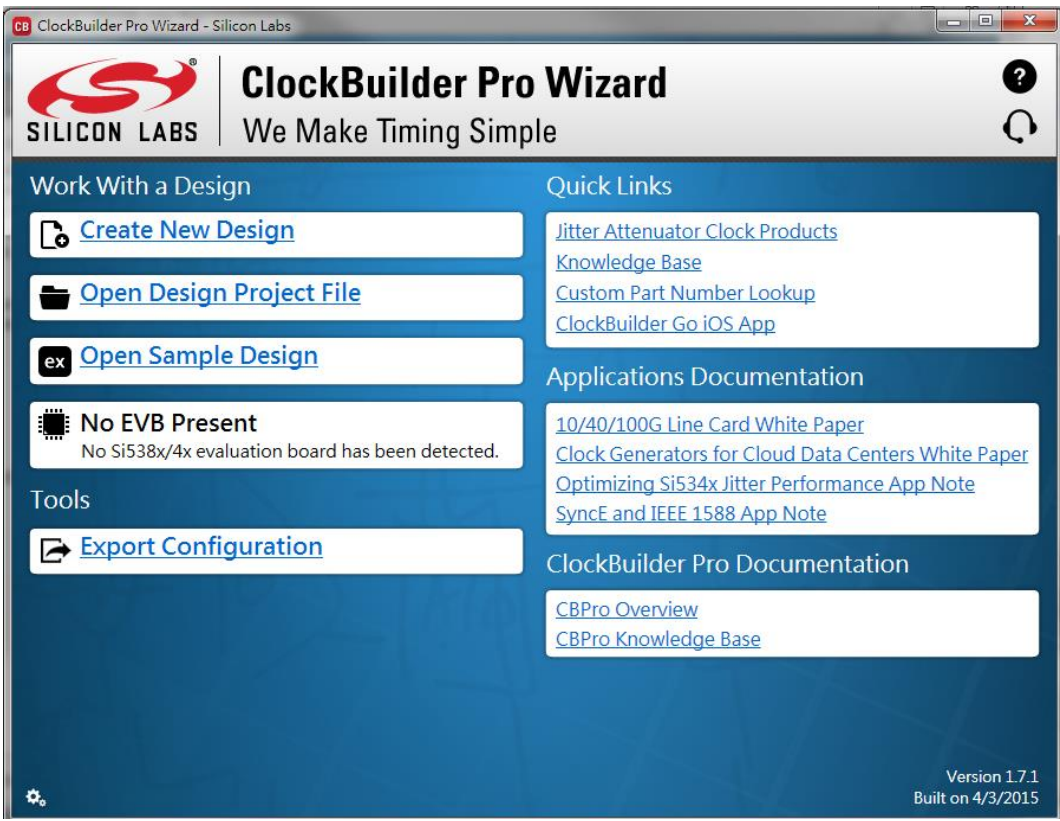 CB ClockBuilder Pro Wizard - Silicon Labs
SILICON LABS
ClockBuilder Pro Wizard
We Make Timing Simple
?
Work With a Design
Create New Design
Open Design Project File
ex Open Sample Design
No EVB Present
No Si538x/4x evaluation board has been detected.
Tools
Export Configuration
Quick Links
Jitter Attenuator Clock Products
Knowledge Base
Custom Part Number Lookup
ClockBuilder Go iOS App
Applications Documentation
10/40/100G Line Card White Paper
Clock Generators for Cloud Data Centers White Paper
Optimizing Si534x Jitter Performance App Note
SyncE and IEEE 1588 App Note
ClockBuilder Pro Documentation
CBPro Overview
CBPro Knowledge Base
Version 1.7.1
Built on 4/3/2015